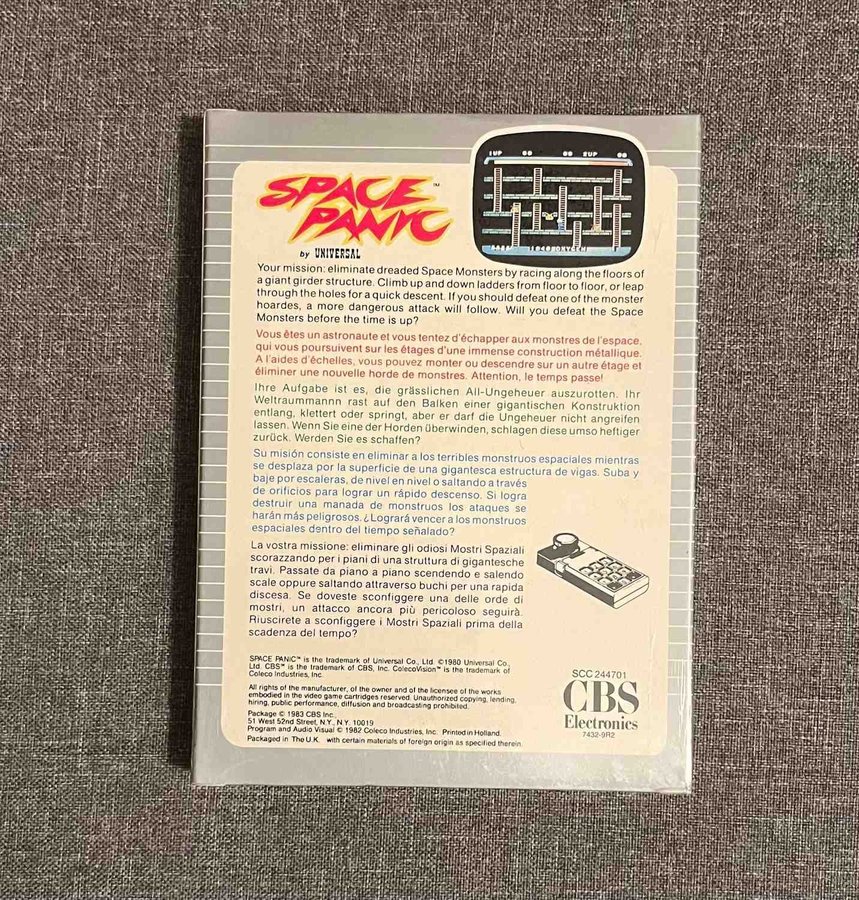 1UP 00 00 2UP 00
OXYGEN
SPACE
PANIC™
by UNIVERSAL
Your mission: eliminate dreaded Space Monsters by racing along the floors of
a giant girder structure. Climb up and down ladders from floor to floor, or leap
through the holes for a quick descent. If you should defeat one of the monster
hoardes, a more dangerous attack will follow. Will you defeat the Space
Monsters before the time is up?
Vous êtes un astronaute et vous tentez d'échapper aux monstres de l'espace,
qui vous poursuivent sur les étages d'une immense construction métallique.
A l'aides d'échelles, vous pouvez monter ou descendre sur un autre étage et
éliminer une nouvelle horde de monstres. Attention, le temps passe!
Ihre Aufgabe ist es, die grässlichen All-Ungeheuer auszurotten. Ihr
Weltraummannn rast auf den Balken einer gigantischen Konstruktion
entlang, klettert oder springt, aber er darf die Ungeheuer nicht angreifen
lassen. Wenn Sie eine der Horden überwinden, schlagen diese umso heftiger
zurück. Werden Sie es schaffen?
Su misión consiste en eliminar a los terribles monstruos espaciales mientras
se desplaza por la superficie de una gigantesca estructura de vigas. Suba y
baje por escaleras, de nivel en nivel o saltando a través
de orificios para lograr un rápido descenso. Si logra
destruir una manada de monstruos los ataques se
harán más peligrosos. ¿Logrará vencer a los monstruos
espaciales dentro del tiempo señalado?
La vostra missione: eliminare gli odiosi Mostri Spaziali
scorazzando per i piani di una struttura di gigantesche
travi. Passate da piano a piano scendendo e salendo
scale oppure saltando attraverso buchi per una rapida
discesa. Se doveste sconfiggere una delle orde di
mostri, un attacco ancora più pericoloso seguirà.
Riuscirete a sconfiggere i Mostri Spaziali prima della
scadenza del tempo?
SPACE PANIC™ is the trademark of Universal Co., Ltd. ©1980 Universal Co.,
Ltd. CBS™ is the trademark of CBS, Inc. ColecoVision™ is the trademark of
Coleco Industries, Inc.
All rights of the manufacturer, of the owner and of the licensee of the works
embodied in the video game cartridges reserved. Unauthorized copying, lending,
hiring, public performance, diffusion and broadcasting prohibited.
Package © 1983 CBS Inc.,
51 West 52nd Street, N.Y., N.Y. 10019
Program and Audio Visual © 1982 Coleco Industries, Inc. Printed in Holland.
Packaged in The U.K. with certain materials of foreign origin as specified therein.
SCC 244701
CBS
Electronics
7432-9R2